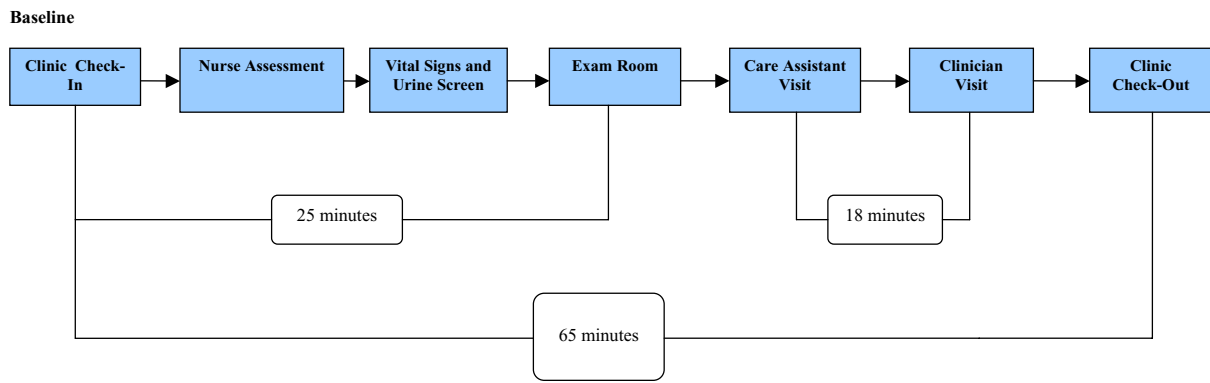 Baseline
Clinic Check-
In
Nurse Assessment
Vital Signs and
Urine Screen
Exam Room
Care Assistant
Visit
Clinician
Visit
Clinic
Check-Out
25 minutes
18 minutes
65 minutes